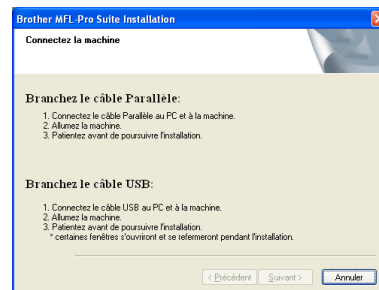 Brother MFL-Pro Suite Installation
Connectez la machine
Branchez le câble Parallèle:
1. Connectez le câble Parallèle au PC et à la machine.
2. Allumez la machine.
3. Patientez avant de poursuivre l'installation.
Branchez le câble USB:
1. Connectez le câble USB au PC et à la machine.
2. Allumez la machine.
3. Patientez avant de poursuivre l'installation.
* certaines fenêtres s'ouvriront et se refermeront pendant l'installation.
< Précédent Suivant > Annuler